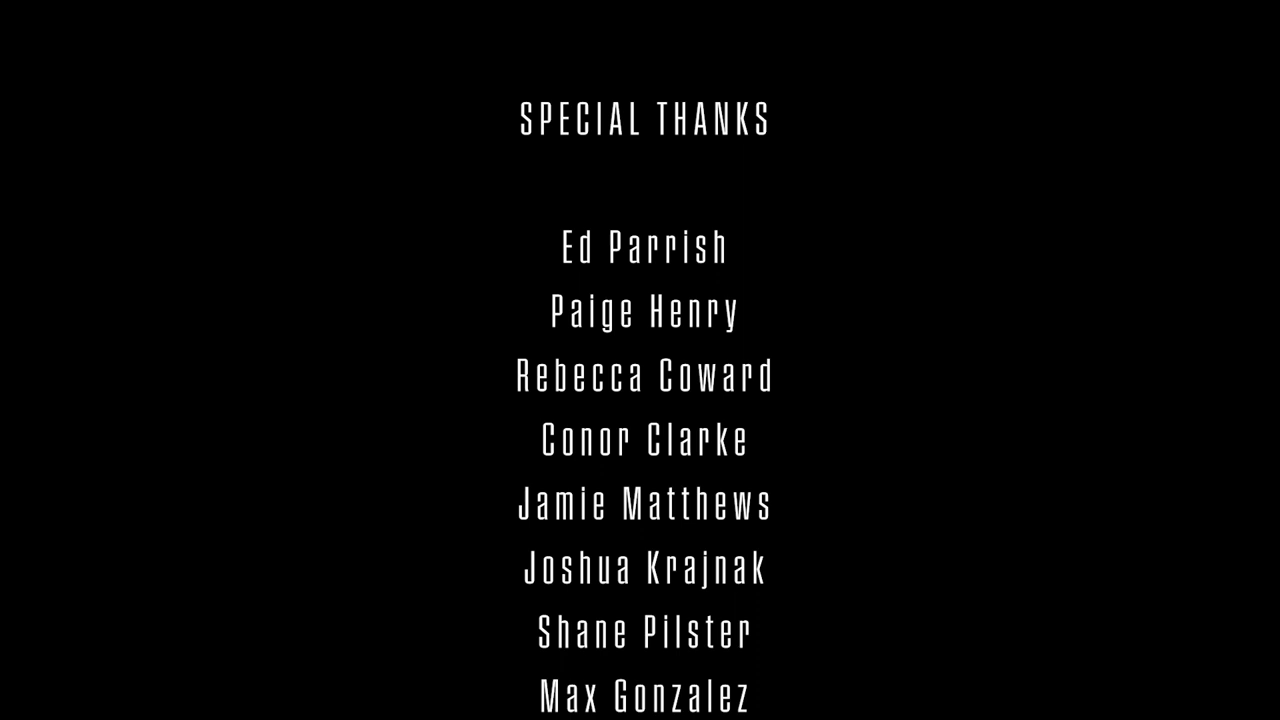 SPECIAL THANKS
Ed Parrish
Paige Henry
Rebecca Coward
Conor Clarke
Jamie Matthews
Joshua Krajnak
Shane Pilster
Max Gonzalez